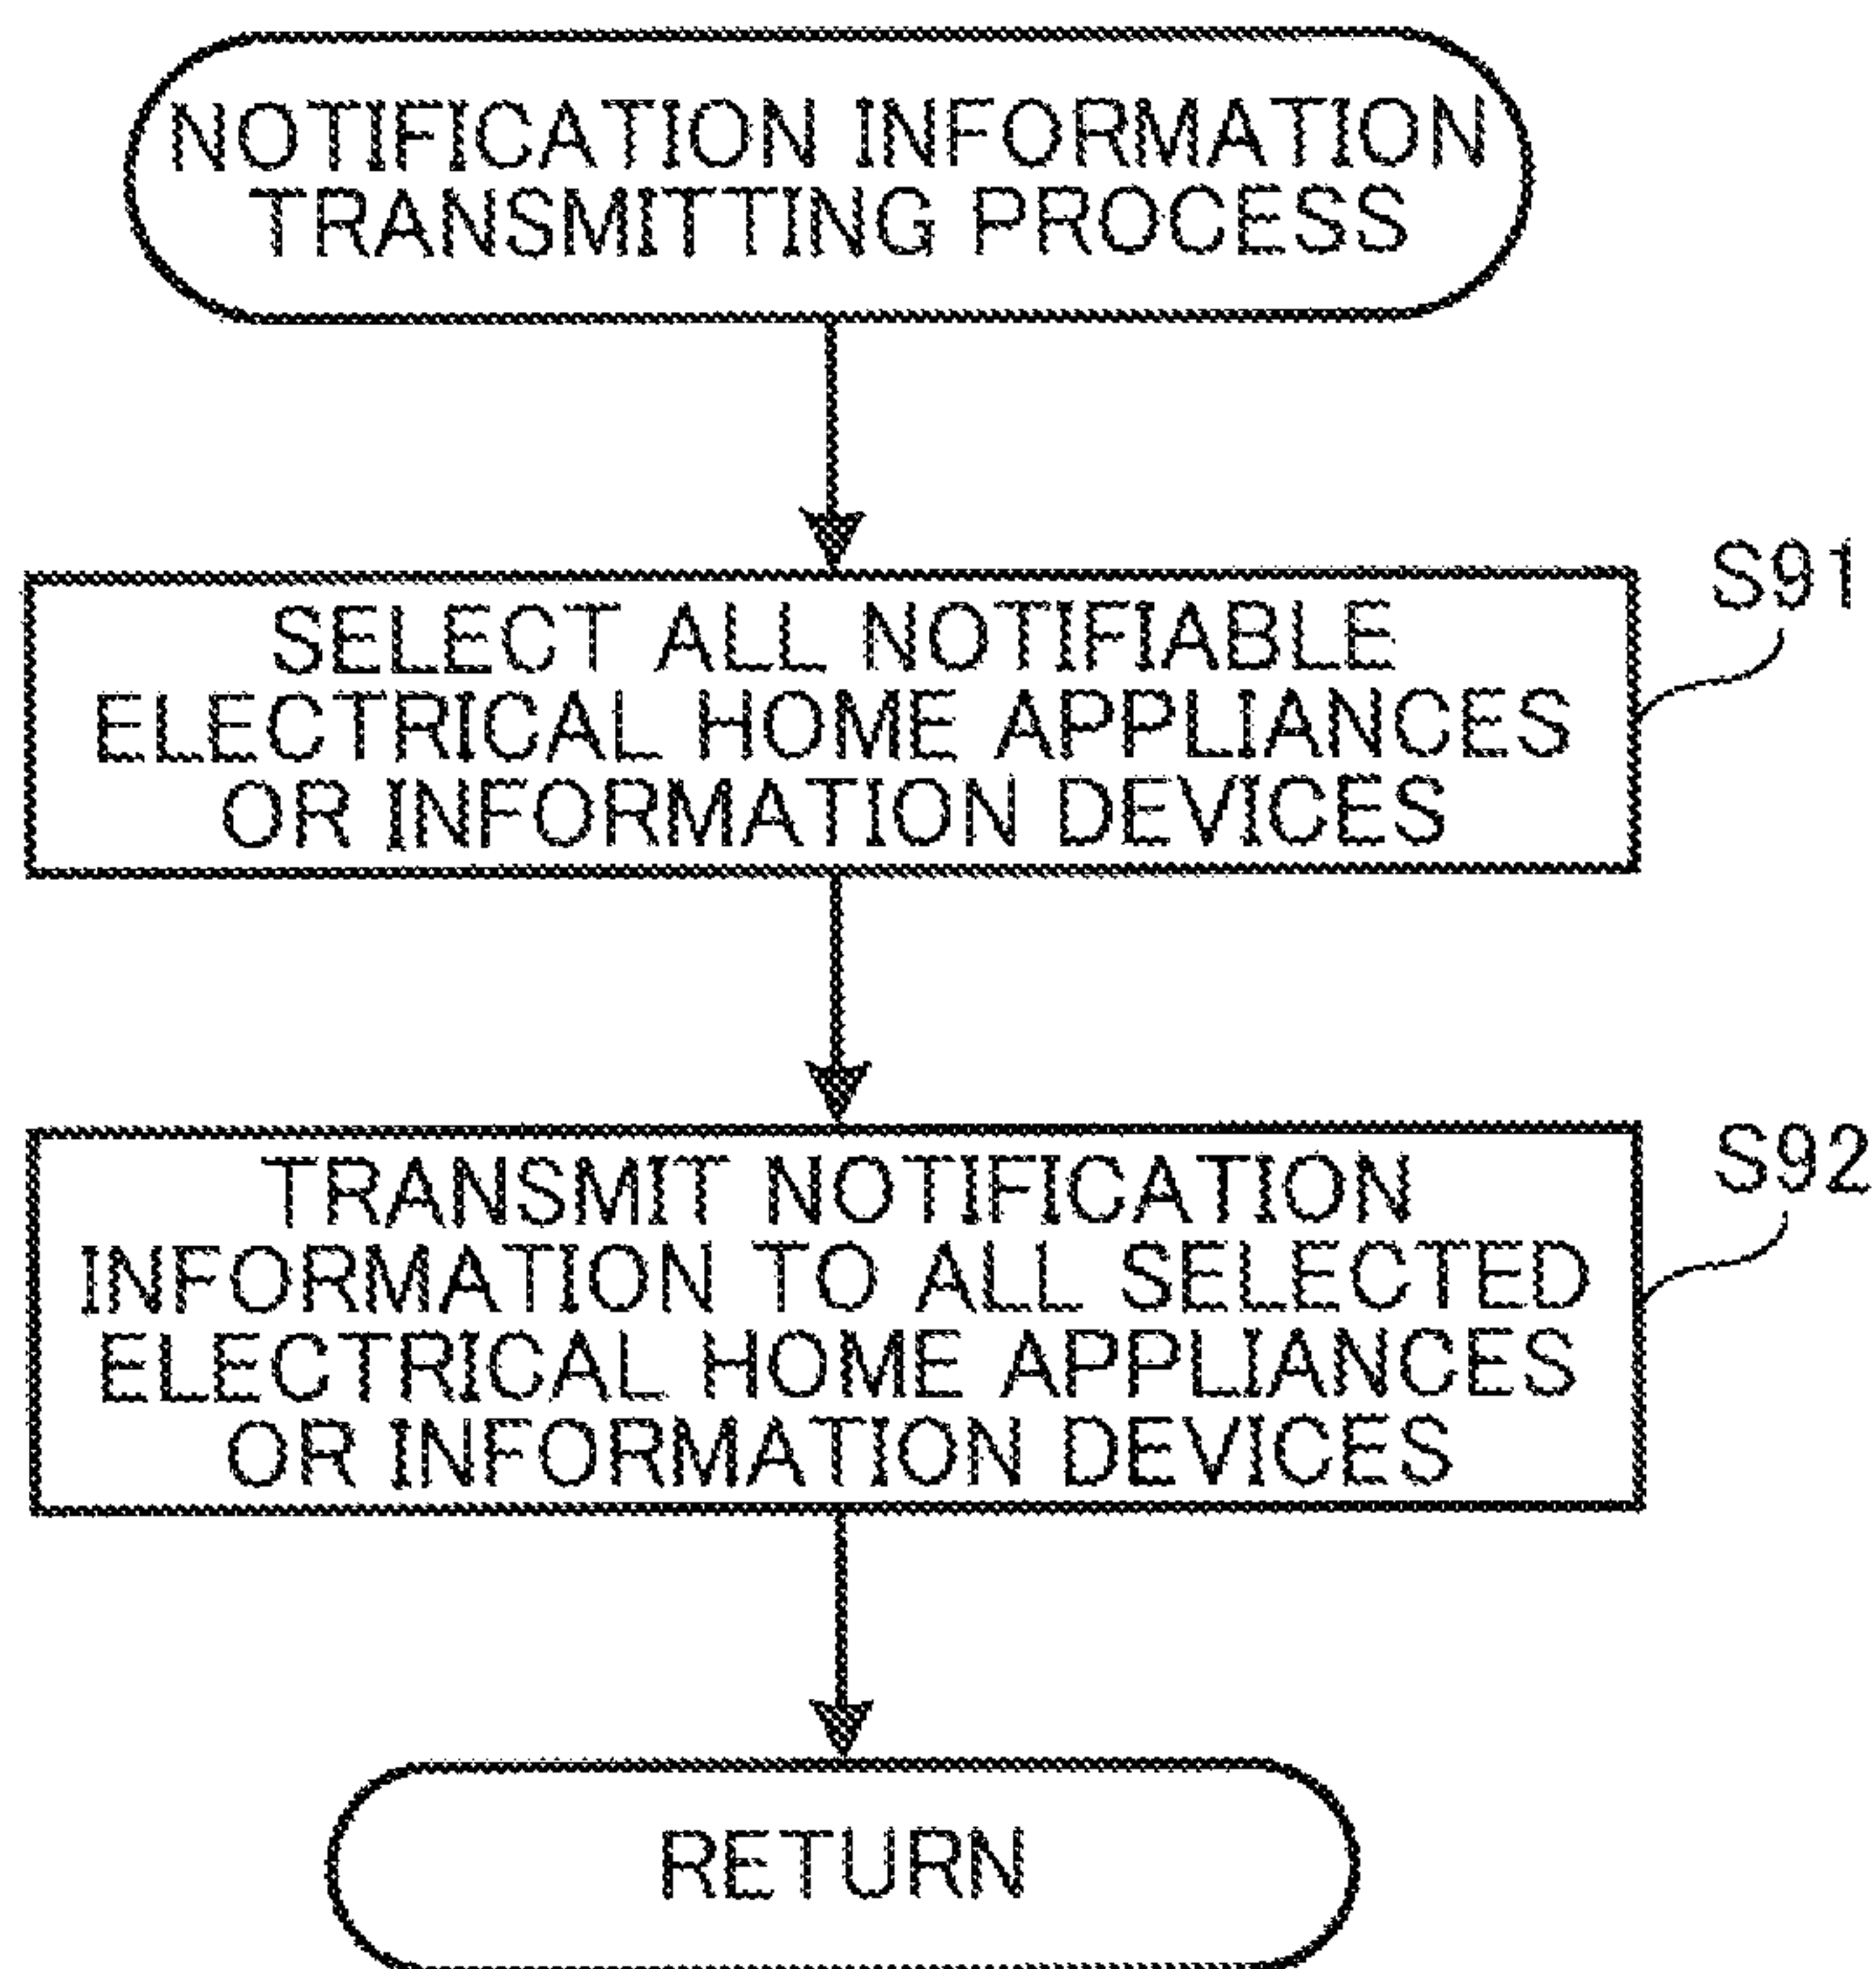 NOTIFICATION INFORMATION
TRANSMITTING PROCESS
S91
SELECT ALL NOTIFIABLE
ELECTRICAL HOME APPLIANCES
OR INFORMATION DEVICES
S92
TRANSMIT NOTIFICATION
INFORMATION TO ALL SELECTED
ELECTRICAL HOME APPLIANCES
OR INFORMATION DEVICES
RETURN